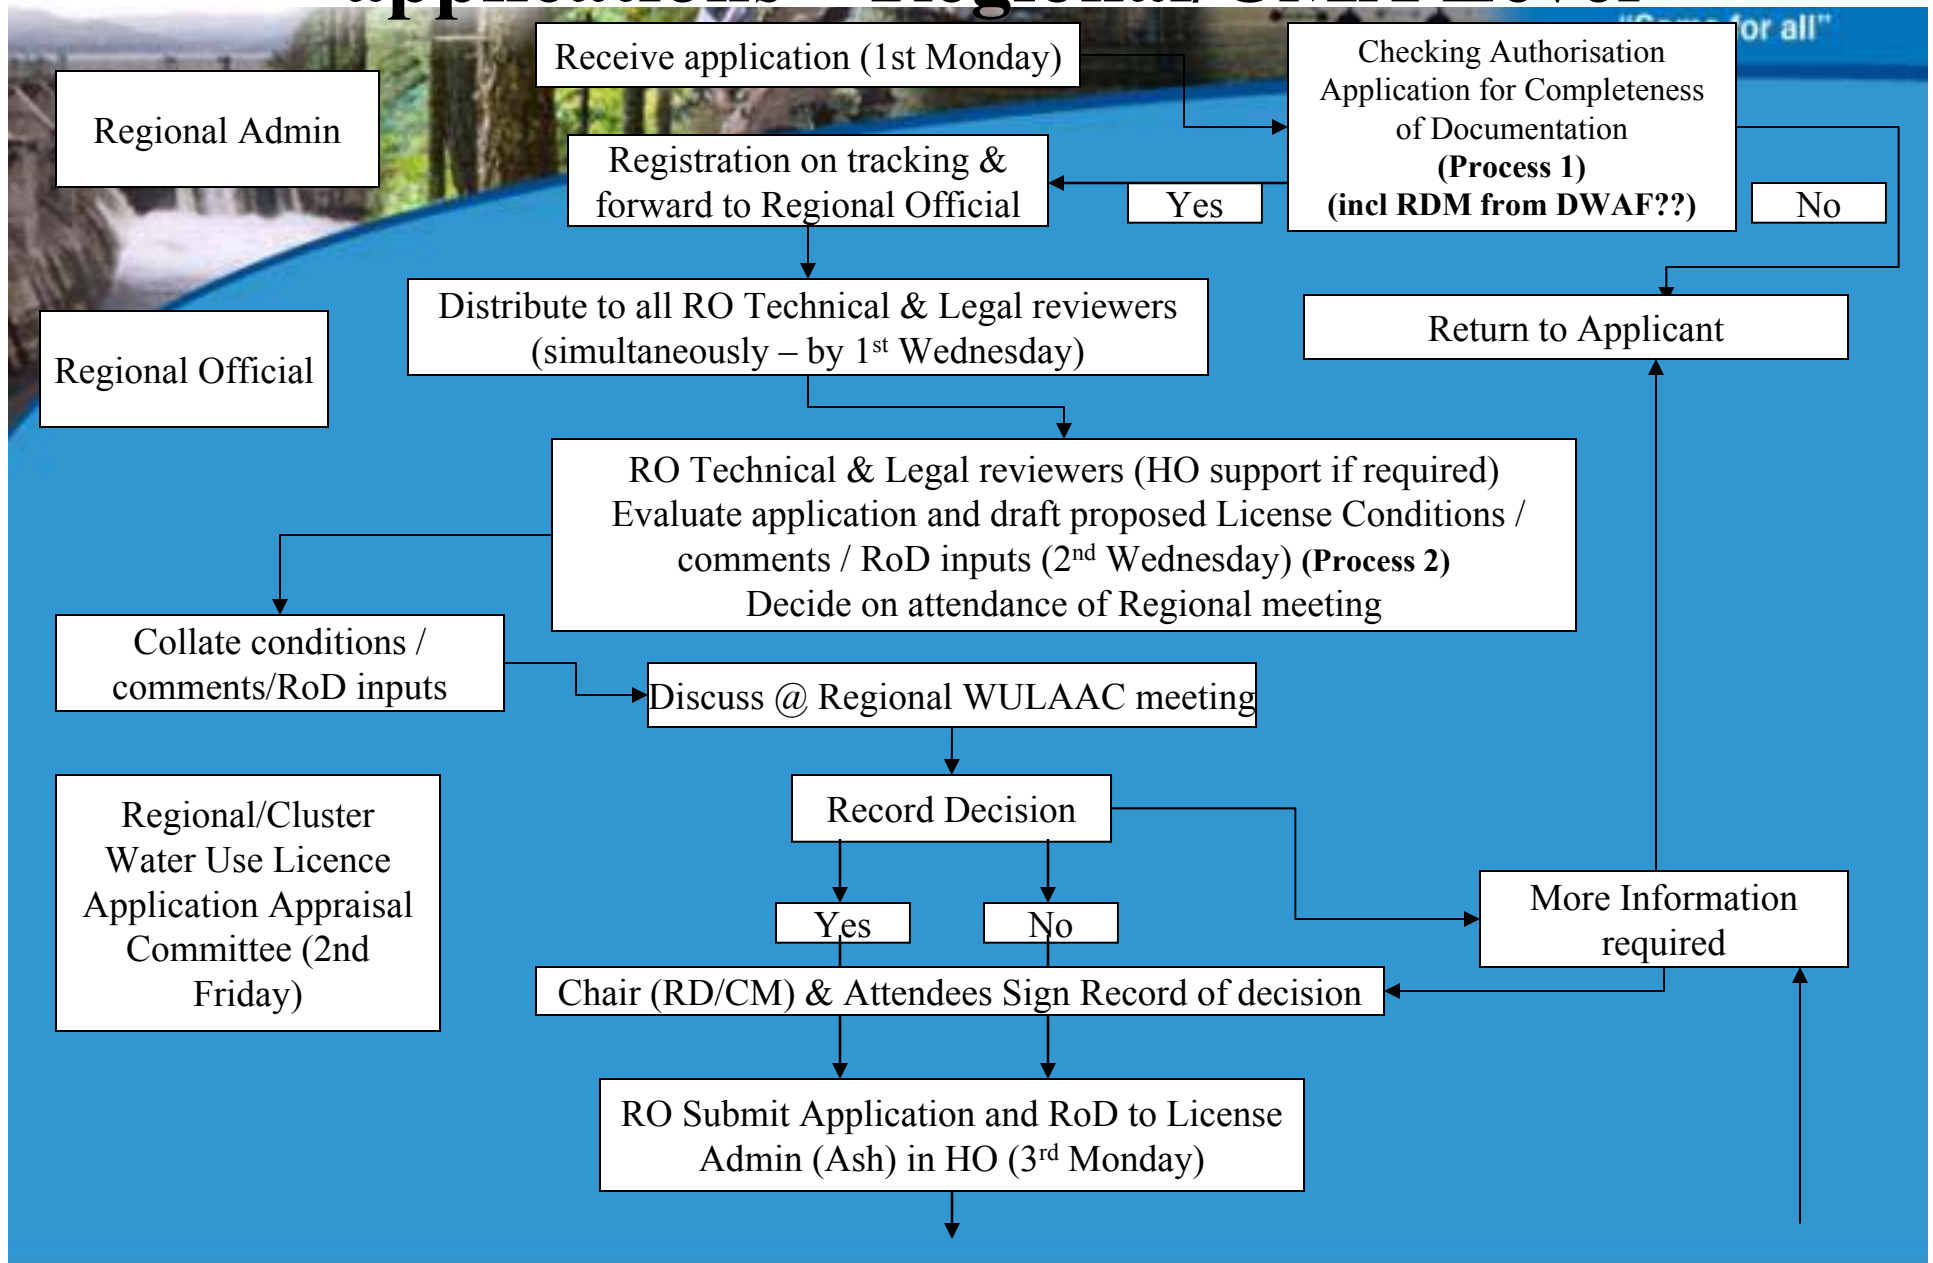 applications – Regional/CMA Level
for all"
Receive application (1st Monday)
Checking Authorisation
Application for Completeness
of Documentation
(Process 1)
(incl RDM from DWAF??)
Regional Admin
Registration on tracking &
forward to Regional Official
Yes
No
Distribute to all RO Technical & Legal reviewers
(simultaneously – by 1st Wednesday)
Return to Applicant
Regional Official
RO Technical & Legal reviewers (HO support if required)
Evaluate application and draft proposed License Conditions /
comments / RoD inputs (2nd Wednesday) (Process 2)
Decide on attendance of Regional meeting
Collate conditions /
comments/RoD inputs
Discuss @ Regional WULAAC meeting
Regional/Cluster
Water Use Licence
Application Appraisal
Committee (2nd
Friday)
Record Decision
Yes
No
More Information
required
Chair (RD/CM) & Attendees Sign Record of decision
RO Submit Application and RoD to License
Admin (Ash) in HO (3rd Monday)